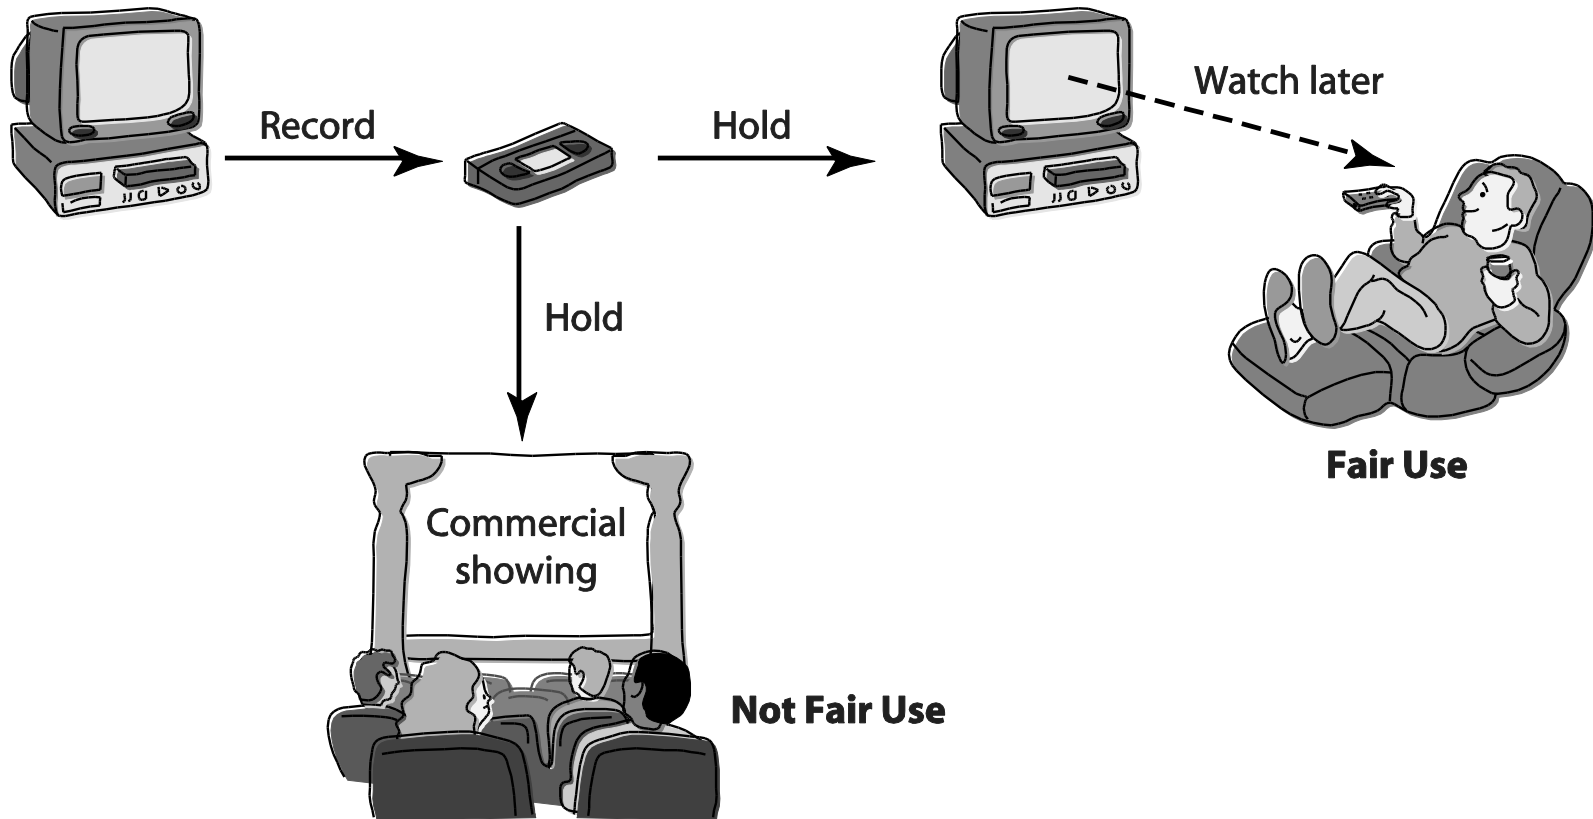 Record
Hold
Watch later
Hold
Fair Use
Commercial
showing
Not Fair Use